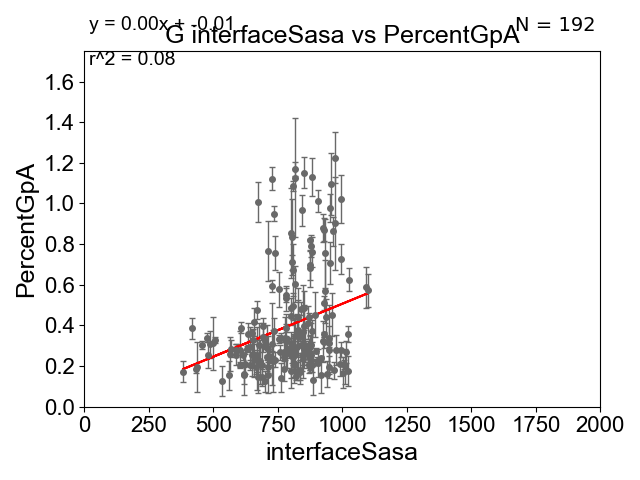 y = 0.00x + -0.01
N = 192
G interfaceSasa vs PercentGpA
r^2 = 0.08
PercentGpA
1.6
1.4
1.2
1.0
0.8
0.6
0.4
0.2
0.0
0 250 500 750 1000 1250 1500 1750 2000
interfaceSasa